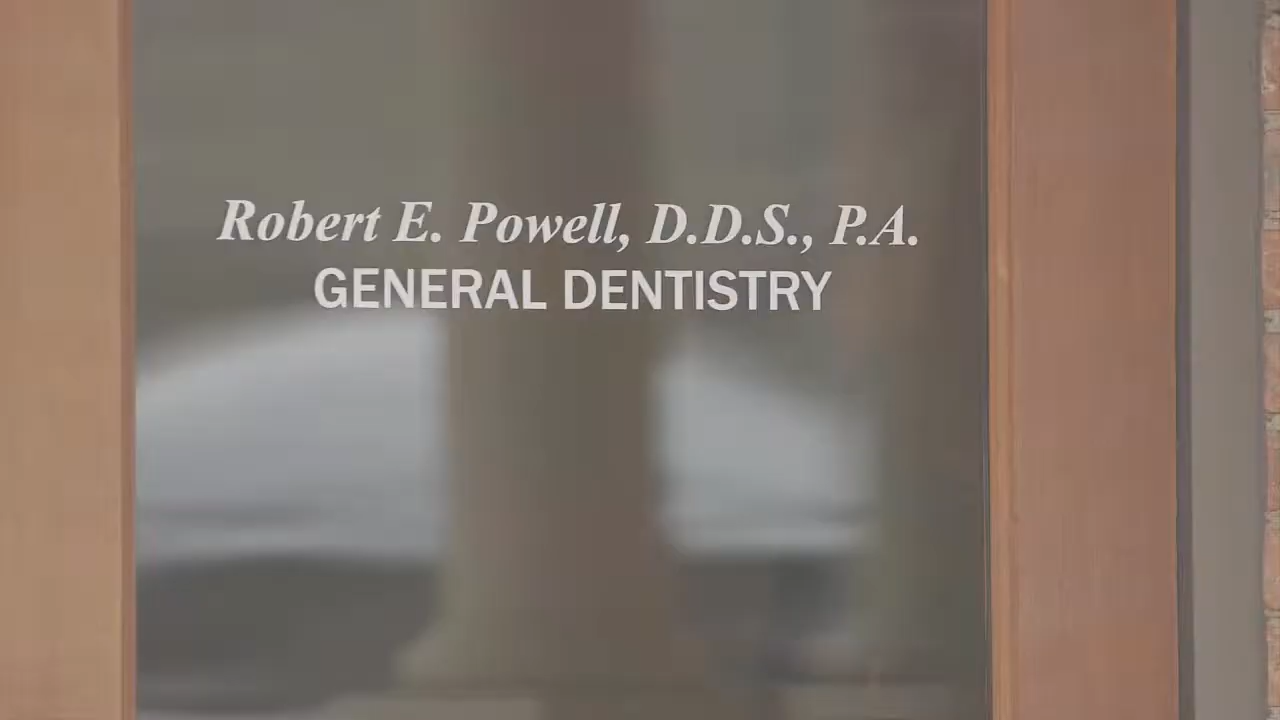 Robert E. Powell, D.D.S., P.A.
GENERAL DENTISTRY